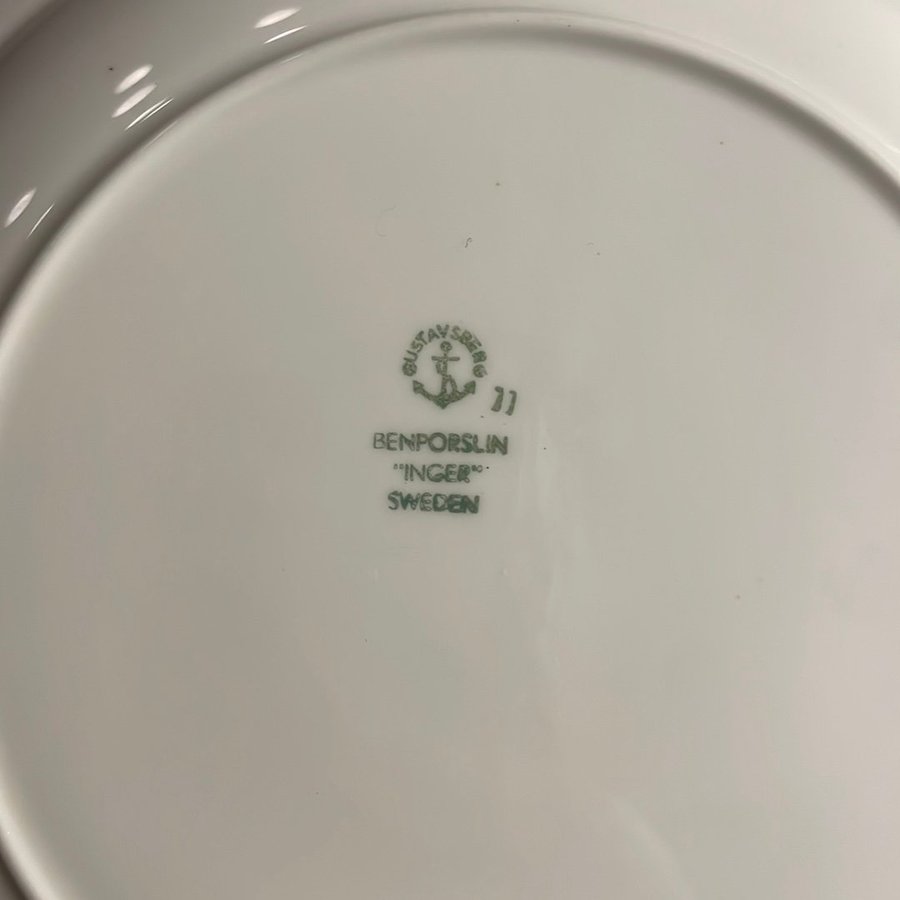 GUSTAVSBERG
11
BENPORSLIN
"INGER"
SWEDEN